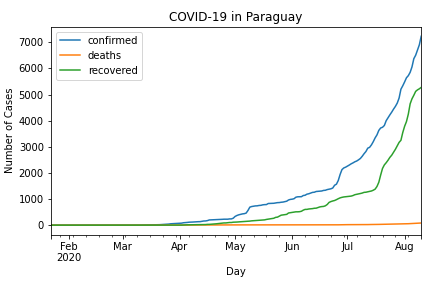 COVID-19 in Paraguay
confirmed
deaths
recovered
Number of Cases
7000
6000
5000
4000
3000
2000
1000
0
Feb
2020
Mar
Apr
May
Jun
Jul
Aug
Day